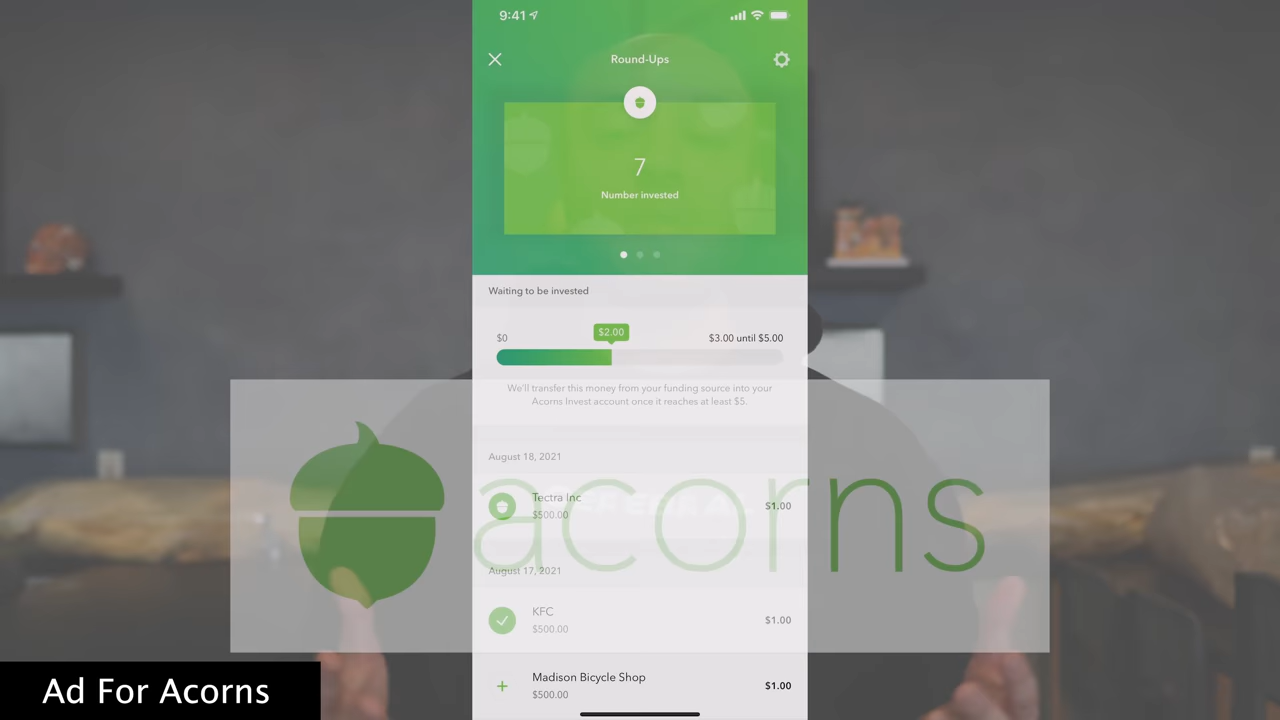 9:41
Round-Ups
7
Number invested
Waiting to be invested
$0
$2.00
$3.00 until $5.00
We'll transfer this money from your funding source into your
Acorns Invest account once it reaches at least $5.
August 18, 2021
Tectra Inc
$500.00
$1.00
acorns
August 17, 2021
KFC
$500.00
$1.00
Madison Bicycle Shop
$500.00
$1.00
Ad For Acorns